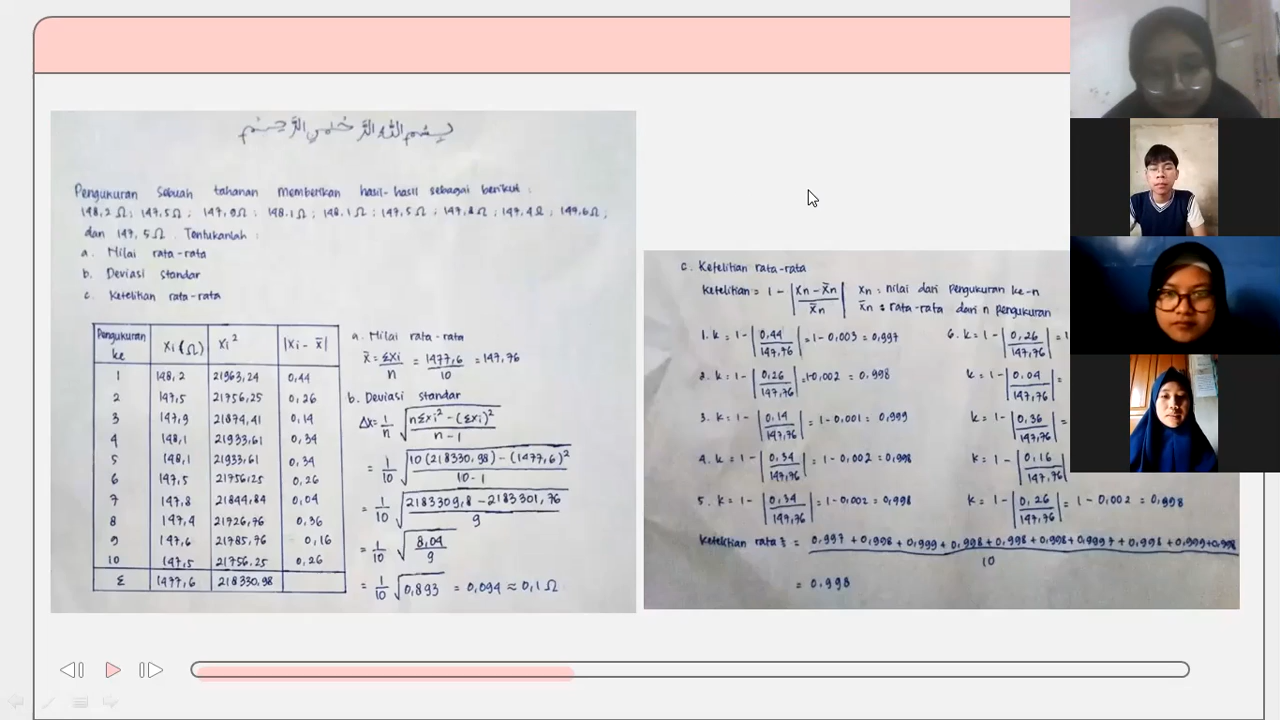 بسم الله الرحمن الرحيم
Pengukuran sebuah tahanan memberikan hasil-hasil sebagai berikut :
148,2 Ω ; 147,5 Ω ; 147,9 Ω ; 148.1 Ω ; 148.1 Ω ; 147,5 Ω ; 147,8 Ω ; 147,4 Ω ; 147,6 Ω ;
dan 147,5 Ω. Tentukanlah :
a. Nilai rata-rata
b. Deviasi standar
c. Ketelitian rata-rata
Pengukuran ke | Xi (Ω) | Xi² | |Xi - x̄|
1 | 148,2 | 21963,24 | 0,44
2 | 147,5 | 21756,25 | 0,26
3 | 147,9 | 21874,41 | 0,14
4 | 148,1 | 21933,61 | 0,34
5 | 148,1 | 21933,61 | 0,34
6 | 147,5 | 21756,25 | 0,26
7 | 147,8 | 21844,84 | 0,04
8 | 147,4 | 21726,76 | 0,36
9 | 147,6 | 21785,76 | 0,16
10 | 147,5 | 21756.25 | 0,26
Σ | 1477,6 | 218330.98
a. Nilai rata-rata
x̄ = Σxi / n = 1477,6 / 10 = 147,76
b. Deviasi standar
Δx = 1/n √((nΣxi² - (Σxi)²) / (n-1))
= 1/10 √((10 (218330,98) - (1477,6)²) / (10-1))
= 1/10 √((2183309,8 - 2183301,76) / 9)
= 1/10 √(8,04 / 9)
= 1/10 √0,893 = 0,094 ≈ 0,1 Ω
c. Ketelitian rata-rata
Ketelitian = 1 - |(Xn - X̄n) / X̄n| Xn = nilai dari pengukuran ke-n
X̄n = rata-rata dari n pengukuran
1. k = 1 - |0,44 / 147,76| = 1 - 0,003 = 0,997
2. k = 1 - |0,26 / 147,76| = 1-0,002 = 0,998
3. k = 1 - |0,14 / 147,76| = 1 - 0,001 = 0,999
4. k = 1 - |0,34 / 147,76| = 1 - 0,002 = 0,998
5. k = 1 - |0,34 / 147,76| = 1 - 0,002 = 0,998
6. k = 1 - |0,26 / 147,76| = 1
k = 1 - |0,04 / 147,76| =
k = 1 - |0,36 / 147,76| =
k = 1 - |0,16 / 147,76|
k = 1 - |0,26 / 147,76| = 1 - 0,002 = 0,998
Ketelitian rata² = (0,997 + 0,998 + 0,999 + 0,998 + 0,998 + 0,998 + 0,9997 + 0,998 + 0,999 + 0,998) / 10
= 0,998